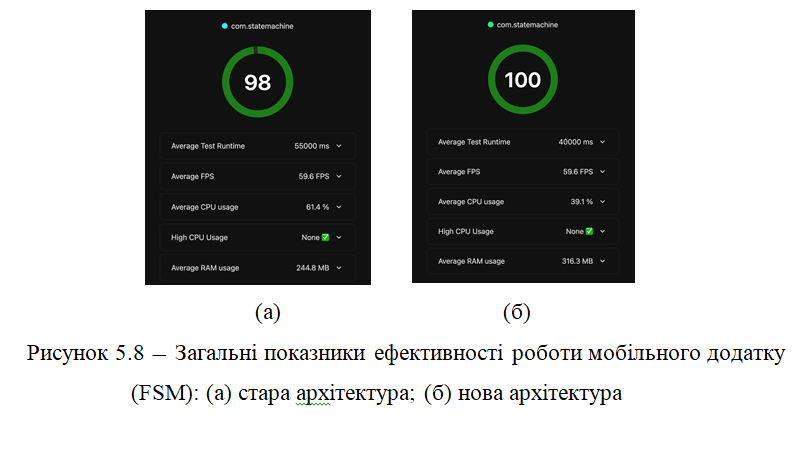 com.statemachine
98
Average Test Runtime 55000 ms
Average FPS 59.6 FPS
Average CPU usage 61.4 %
High CPU Usage None ✅
Average RAM usage 244.8 MB
com.statemachine
100
Average Test Runtime 40000 ms
Average FPS 59.6 FPS
Average CPU usage 39.1 %
High CPU Usage None ✅
Average RAM usage 316.3 MB
(а) (б)
Рисунок 5.8 – Загальні показники ефективності роботи мобільного додатку
(FSM): (а) стара архітектура; (б) нова архітектура